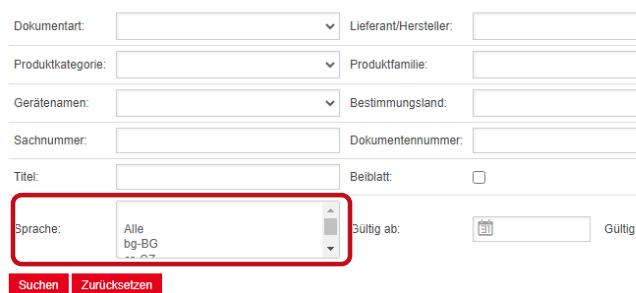 Dokumentart: Lieferant/Hersteller:
Produktkategorie: Produktfamilie:
Gerätenamen: Bestimmungsland:
Sachnummer: Dokumentennummer:
Titel: Beiblatt:
Sprache: Alle Gültig ab: 31 Gültig
bg-BG
Suchen Zurücksetzen